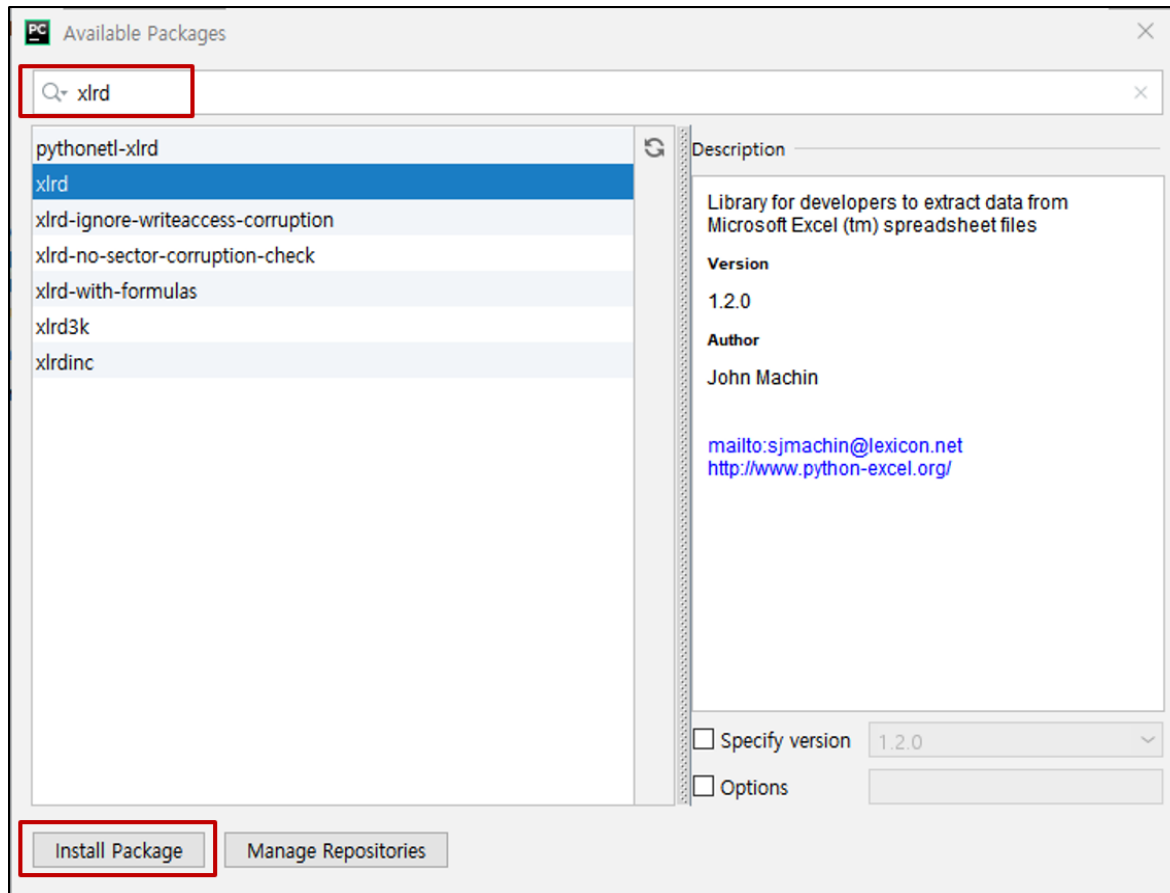 PC Available Packages
xlrd
pythonetl-xlrd
xlrd
xlrd-ignore-writeaccess-corruption
xlrd-no-sector-corruption-check
xlrd-with-formulas
xlrd3k
xlrdinc
Description
Library for developers to extract data from
Microsoft Excel (tm) spreadsheet files
Version
1.2.0
Author
John Machin
mailto:sjmachin@lexicon.net
http://www.python-excel.org/
Specify version 1.2.0
Options
Install Package Manage Repositories